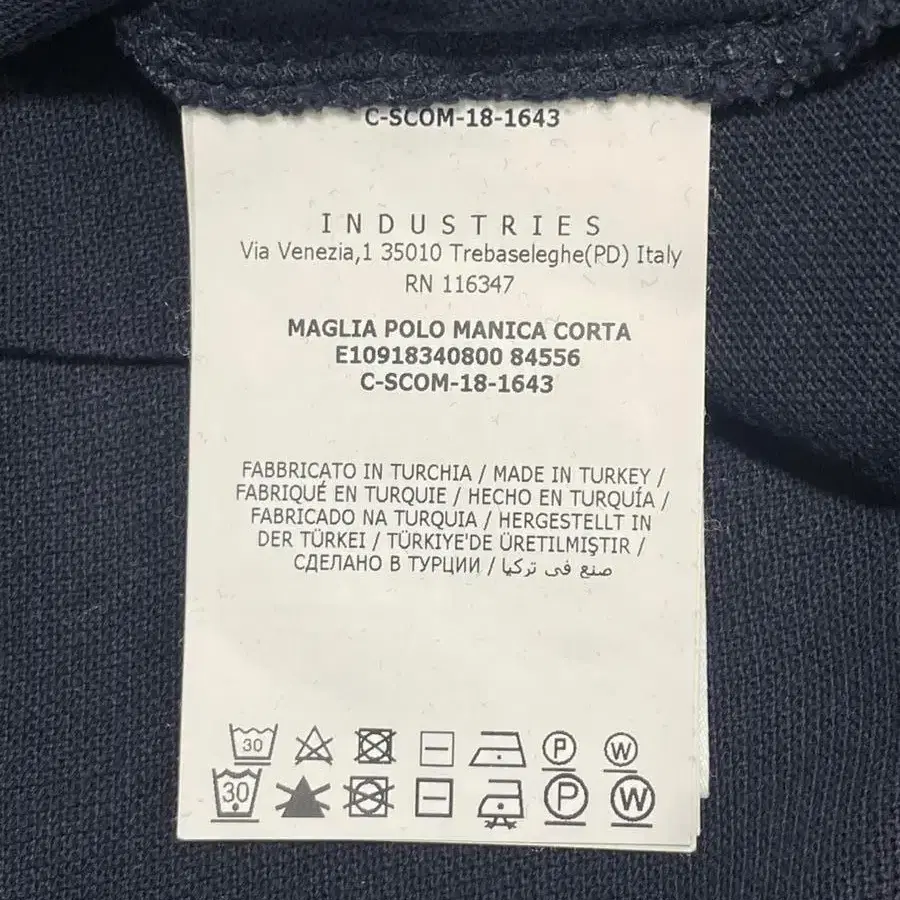 C-SCOM-18-1643
INDUSTRIES
Via Venezia,1 35010 Trebaseleghe(PD) Italy
RN 116347
MAGLIA POLO MANICA CORTA
E10918340800 84556
C-SCOM-18-1643
FABBRICATO IN TURCHIA / MADE IN TURKEY /
FABRIQUÉ EN TURQUIE / HECHO EN TURQUÍA /
FABRICADO NA TURQUIA / HERGESTELLT IN
DER TÜRKEI / TÜRKIYE'DE ÜRETILMIŞTIR /
СДЕЛАНО В ТУРЦИИ / صنع في تركيا
30 P W
30 P W